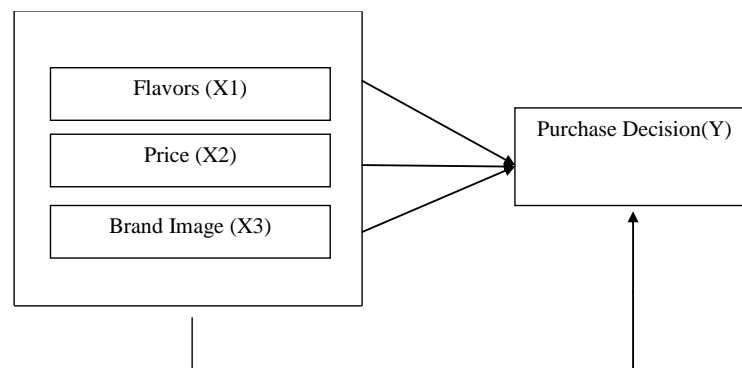 Flavors (X1)
Price (X2)
Brand Image (X3)
Purchase Decision(Y)